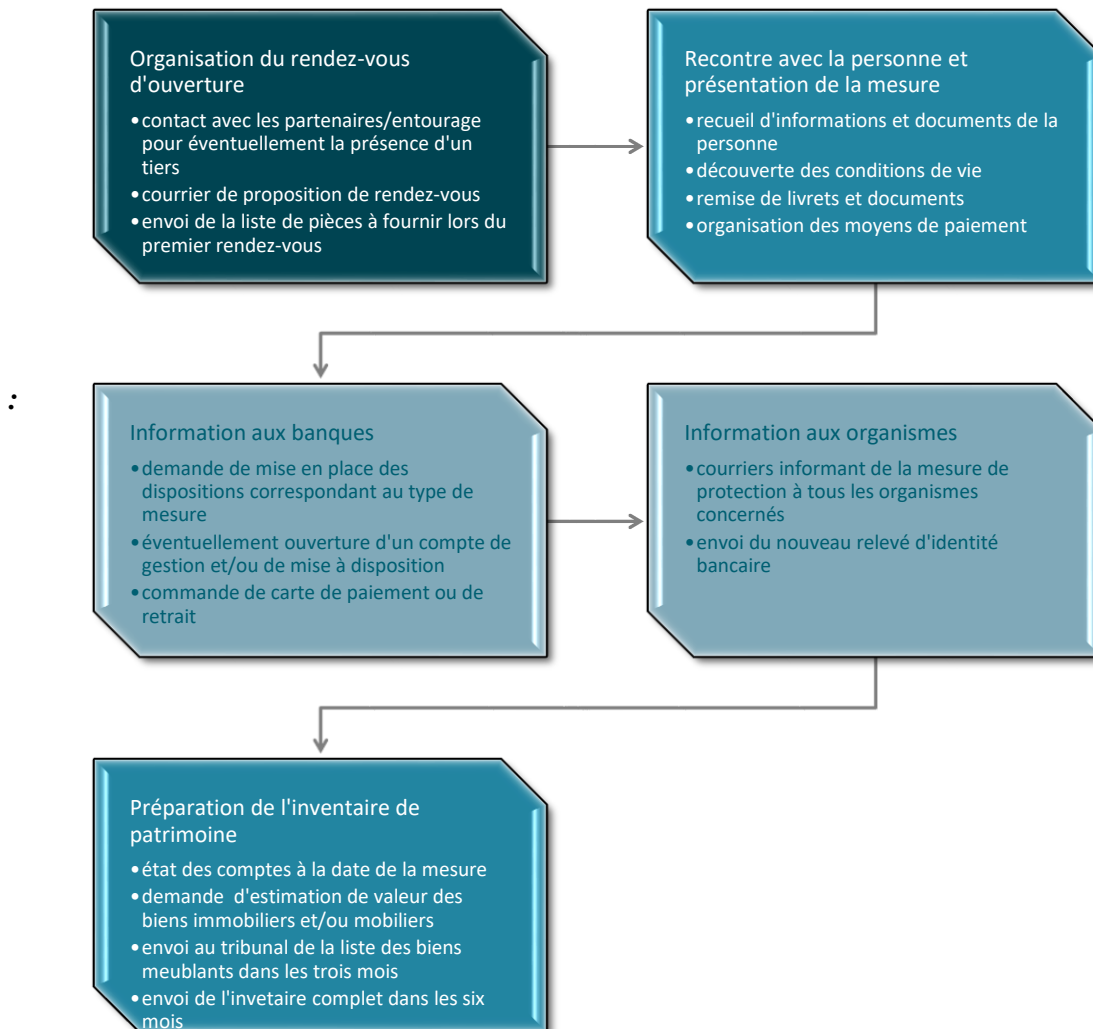 Organisation du rendez-vous
d'ouverture
•contact avec les partenaires/entourage
pour éventuellement la présence d'un
tiers
•courrier de proposition de rendez-vous
•envoi de la liste de pièces à fournir lors du
premier rendez-vous
Recontre avec la personne et
présentation de la mesure
•recueil d'informations et documents de la
personne
•découverte des conditions de vie
•remise de livrets et documents
•organisation des moyens de paiement
:
Information aux banques
•demande de mise en place des
dispositions correspondant au type de
mesure
•éventuellement ouverture d'un compte de
gestion et/ou de mise à disposition
•commande de carte de paiement ou de
retrait
Information aux organismes
•courriers informant de la mesure de
protection à tous les organismes
concernés
•envoi du nouveau relevé d'identité
bancaire
Préparation de l'inventaire de
patrimoine
•état des comptes à la date de la mesure
•demande d'estimation de valeur des
biens immobiliers et/ou mobiliers
•envoi au tribunal de la liste des biens
meublants dans les trois mois
•envoi de l'invetaire complet dans les six
mois